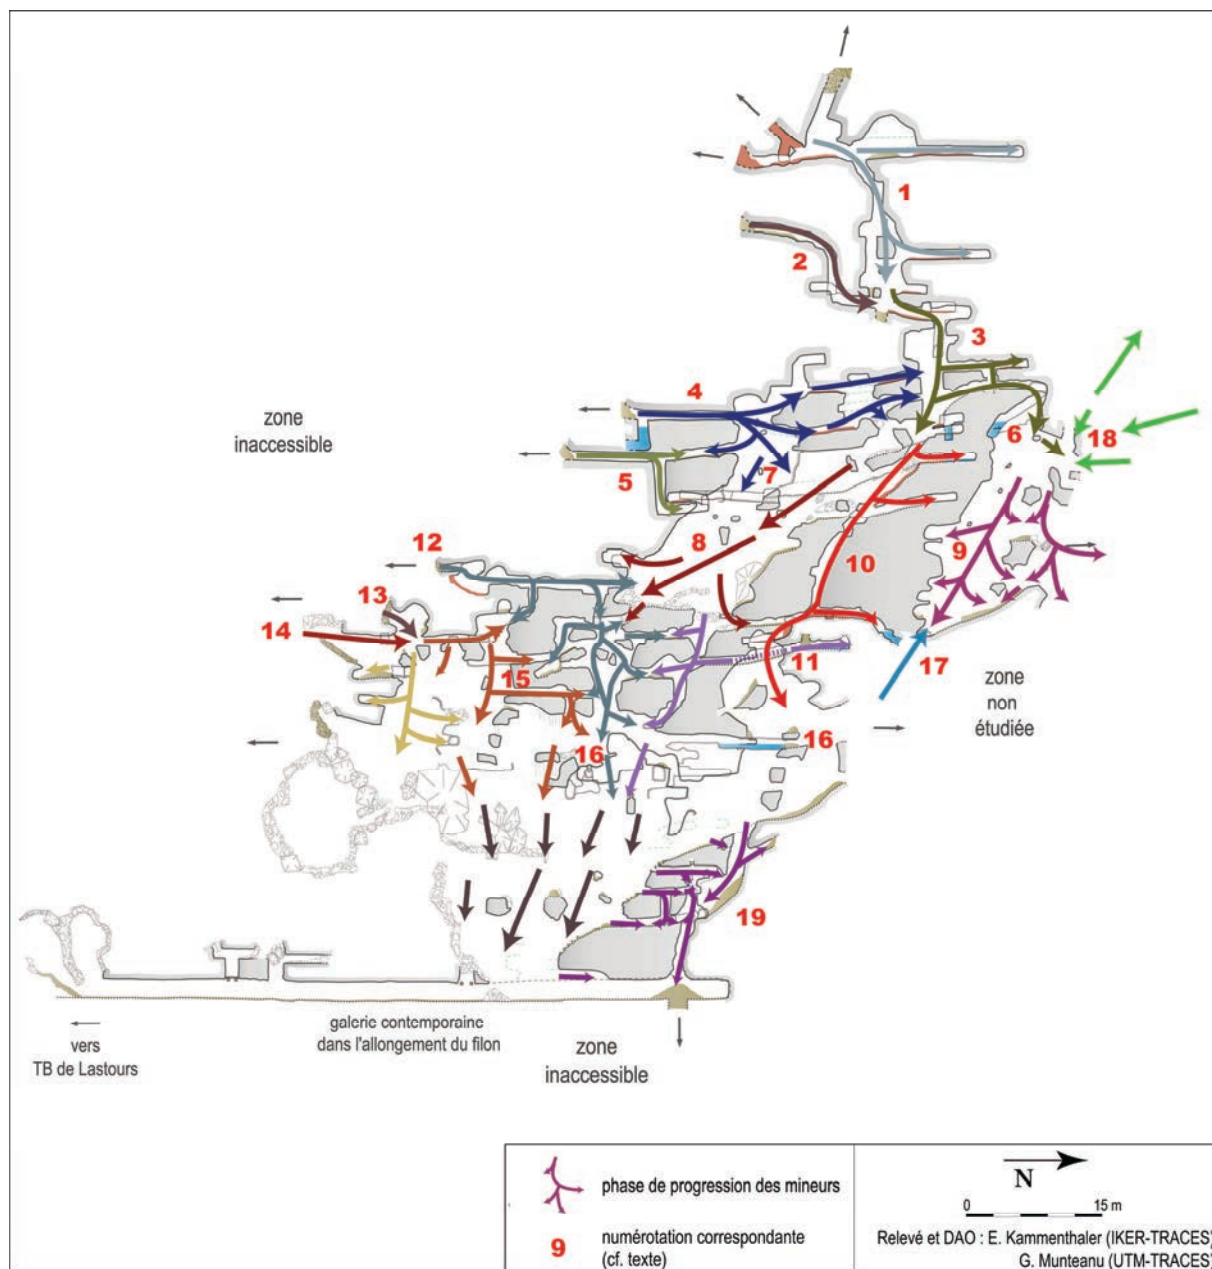 1
2
3
4
18
6
zone
inaccessible
5
7
8
12
9
10
13
14
11
15
17
zone
non
étudiée
16
16
19
galerie contemporaine
dans l'allongement du filon
zone
inaccessible
vers
TB de Lastours
phase de progression des mineurs
9
numérotation correspondante
(cf. texte)
N
0 15 m
Relevé et DAO : E. Kammenthaler (IKER-TRACES)
G. Munteanu (UTM-TRACES)